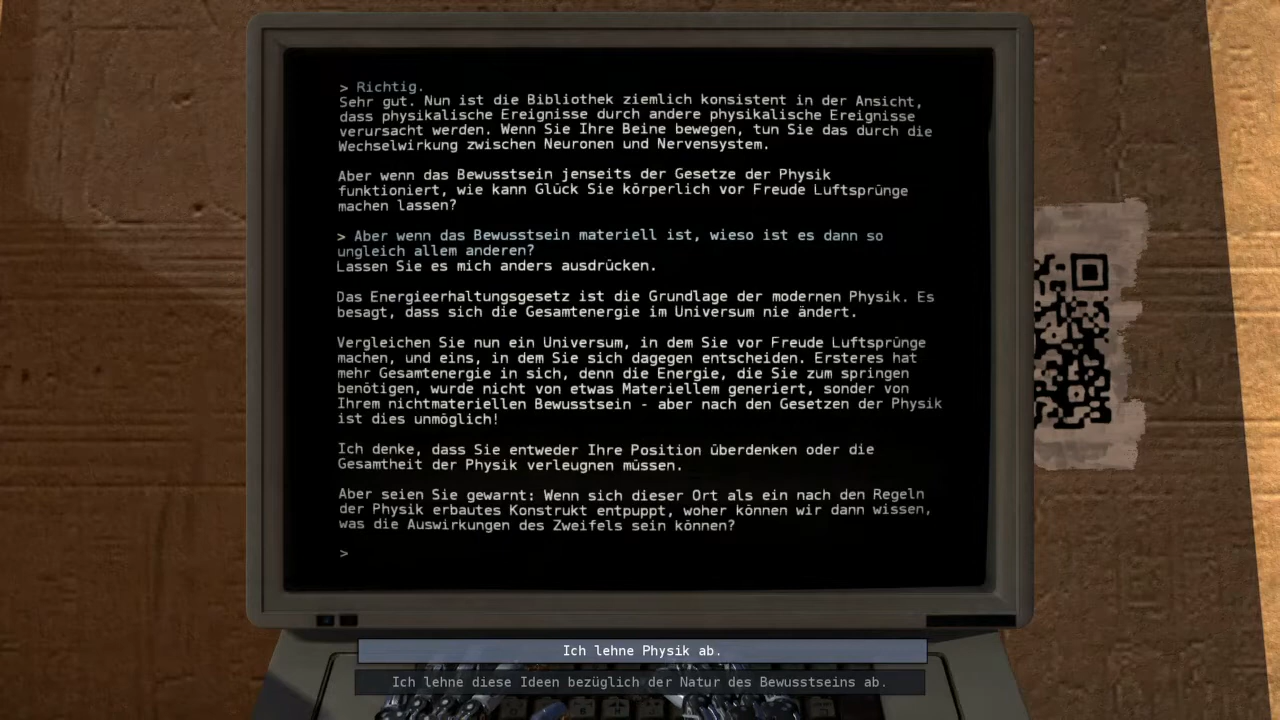 > Richtig.
Sehr gut. Nun ist die Bibliothek ziemlich konsistent in der Ansicht,
dass physikalische Ereignisse durch andere physikalische Ereignisse
verursacht werden. Wenn Sie Ihre Beine bewegen, tun Sie das durch die
Wechselwirkung zwischen Neuronen und Nervensystem.
Aber wenn das Bewusstsein jenseits der Gesetze der Physik
funktioniert, wie kann Glück Sie körperlich vor Freude Luftsprünge
machen lassen?
> Aber wenn das Bewusstsein materiell ist, wieso ist es dann so
ungleich allem anderen?
Lassen Sie es mich anders ausdrücken.
Das Energieerhaltungsgesetz ist die Grundlage der modernen Physik. Es
besagt, dass sich die Gesamtenergie im Universum nie ändert.
Vergleichen Sie nun ein Universum, in dem Sie vor Freude Luftsprünge
machen, und eins, in dem Sie sich dagegen entscheiden. Ersteres hat
mehr Gesamtenergie in sich, denn die Energie, die Sie zum springen
benötigen, wurde nicht von etwas Materiellem generiert, sonder von
Ihrem nichtmateriellen Bewusstsein - aber nach den Gesetzen der Physik
ist dies unmöglich!
Ich denke, dass Sie entweder Ihre Position überdenken oder die
Gesamtheit der Physik verleugnen müssen.
Aber seien Sie gewarnt: Wenn sich dieser Ort als ein nach den Regeln
der Physik erbautes Konstrukt entpuppt, woher können wir dann wissen,
was die Auswirkungen des Zweifels sein können?
>
Ich lehne Physik ab.
Ich lehne diese Ideen bezüglich der Natur des Bewusstseins ab.